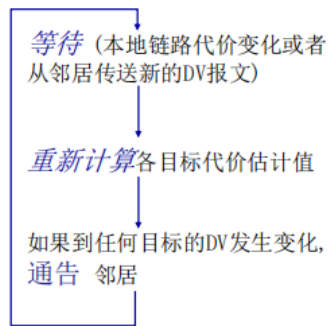 等待 (本地链路代价变化或者
从邻居传送新的DV报文)
重新计算各目标代价估计值
如果到任何目标的DV发生变化,
通告 邻居